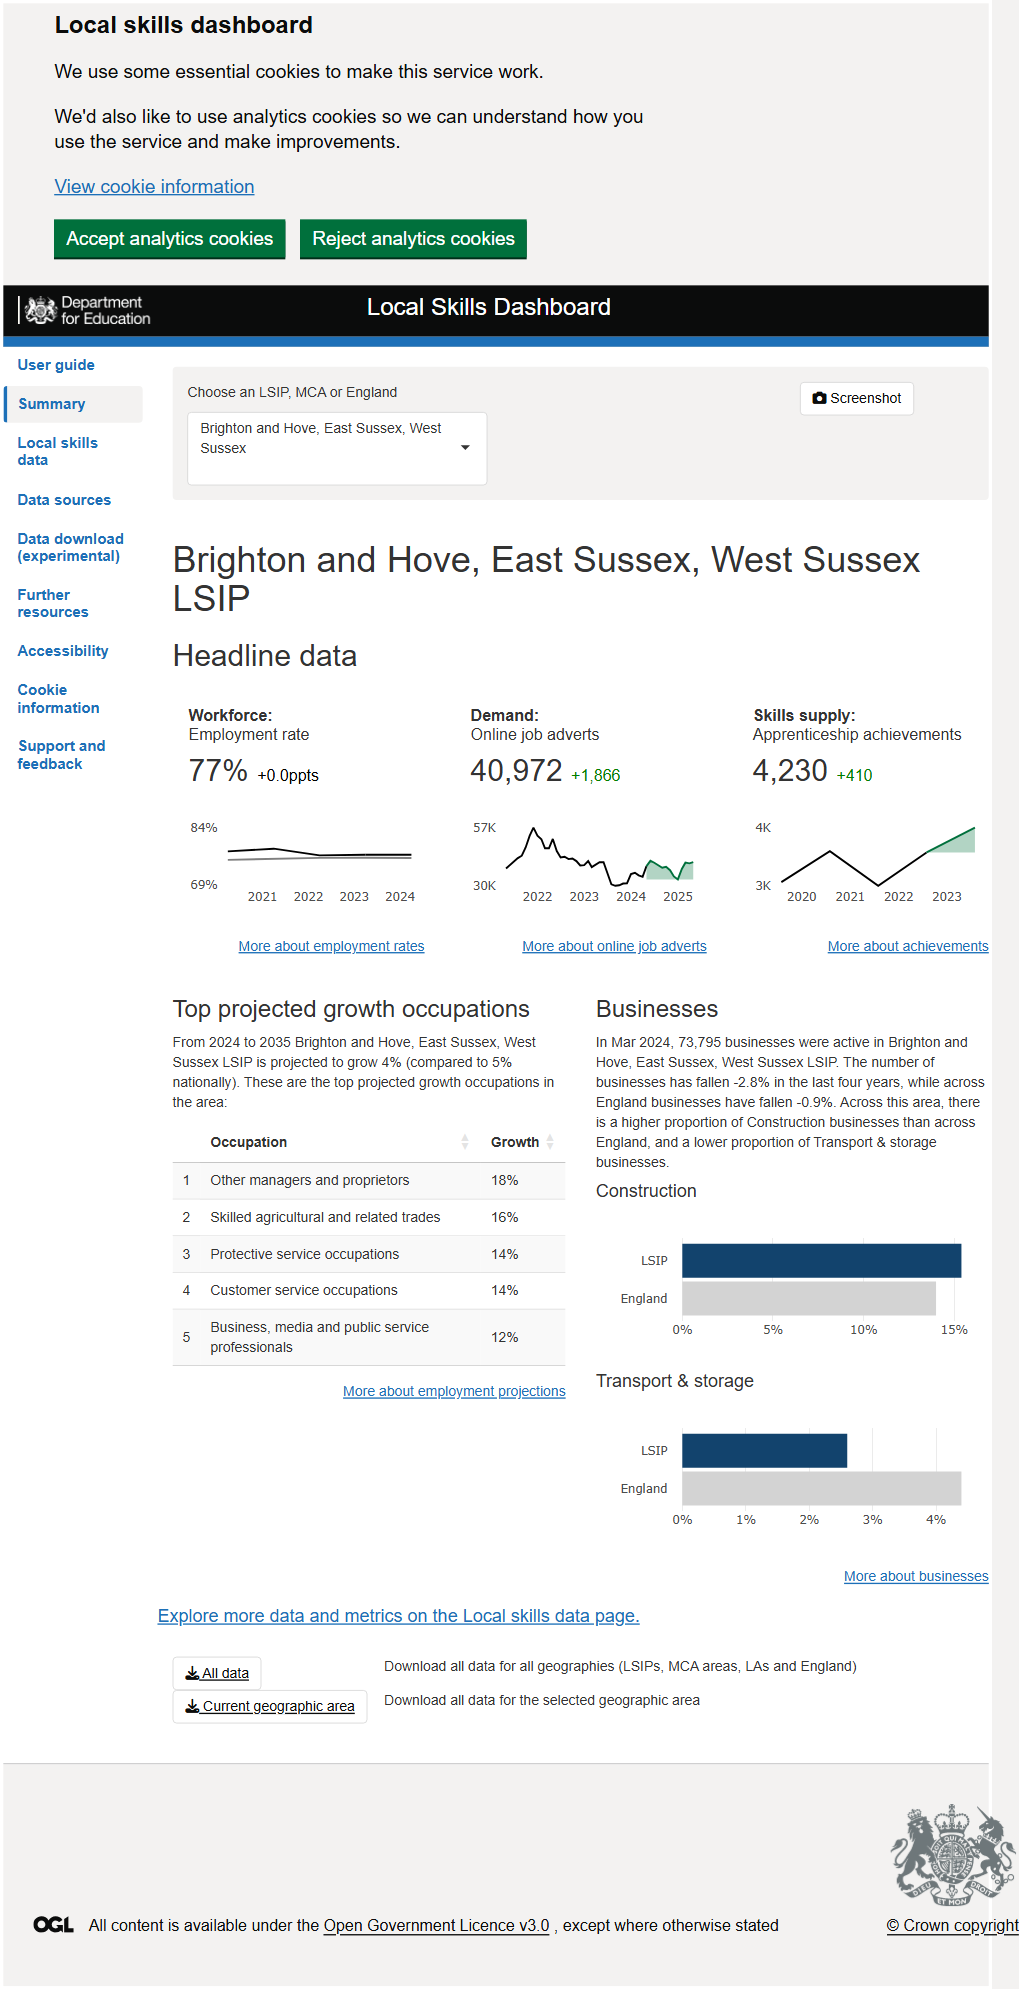 Local skills dashboard
We use some essential cookies to make this service work.
We'd also like to use analytics cookies so we can understand how you
use the service and make improvements.
View cookie information
Accept analytics cookies
Reject analytics cookies
Department
for Education
Local Skills Dashboard
User guide
Summary
Local skills
data
Data sources
Data download
(experimental)
Further
resources
Accessibility
Cookie
information
Support and
feedback
Choose an LSIP, MCA or England
Screenshot
Brighton and Hove, East Sussex, West
Sussex
Brighton and Hove, East Sussex, West Sussex
LSIP
Headline data
Workforce:
Employment rate
77% +0.0ppts
84%
69%
2021 2022 2023 2024
More about employment rates
Demand:
Online job adverts
40,972 +1,866
57K
30K
2022 2023 2024 2025
More about online job adverts
Skills supply:
Apprenticeship achievements
4,230 +410
4K
3K
2020 2021 2022 2023
More about achievements
Top projected growth occupations
From 2024 to 2035 Brighton and Hove, East Sussex, West
Sussex LSIP is projected to grow 4% (compared to 5%
nationally). These are the top projected growth occupations in
the area:
Occupation Growth
1 Other managers and proprietors 18%
2 Skilled agricultural and related trades 16%
3 Protective service occupations 14%
4 Customer service occupations 14%
5 Business, media and public service
professionals 12%
More about employment projections
Businesses
In Mar 2024, 73,795 businesses were active in Brighton and
Hove, East Sussex, West Sussex LSIP. The number of
businesses has fallen -2.8% in the last four years, while across
England businesses have fallen -0.9%. Across this area, there
is a higher proportion of Construction businesses than across
England, and a lower proportion of Transport & storage
businesses.
Construction
LSIP
England
0% 5% 10% 15%
Transport & storage
LSIP
England
0% 1% 2% 3% 4%
More about businesses
Explore more data and metrics on the Local skills data page.
All data
Download all data for all geographies (LSIPs, MCA areas, LAs and England)
Current geographic area
Download all data for the selected geographic area
DIEU ET MON DROIT
OGL All content is available under the Open Government Licence v3.0 , except where otherwise stated
© Crown copyright